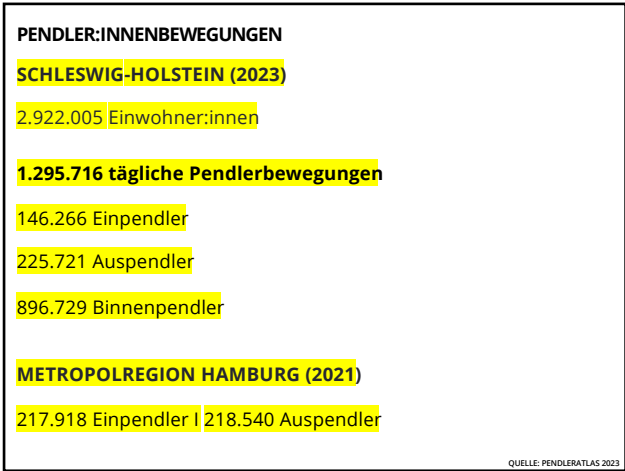 PENDLER:INNENBEWEGUNGEN
SCHLESWIG-HOLSTEIN (2023)
2.922.005 Einwohner:innen
1.295.716 tägliche Pendlerbewegungen
146.266 Einpendler
225.721 Auspendler
896.729 Binnenpendler
METROPOLREGION HAMBURG (2021)
217.918 Einpendler I 218.540 Auspendler
QUELLE: PENDLERATLAS 2023